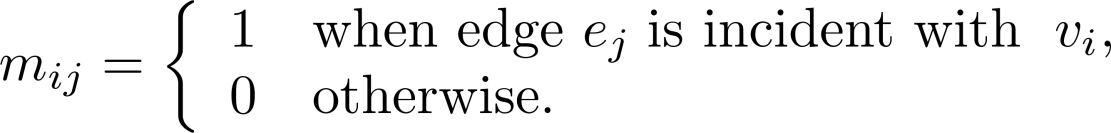 m_{ij} = { 1 when edge e_j is incident with v_i,
0 otherwise.